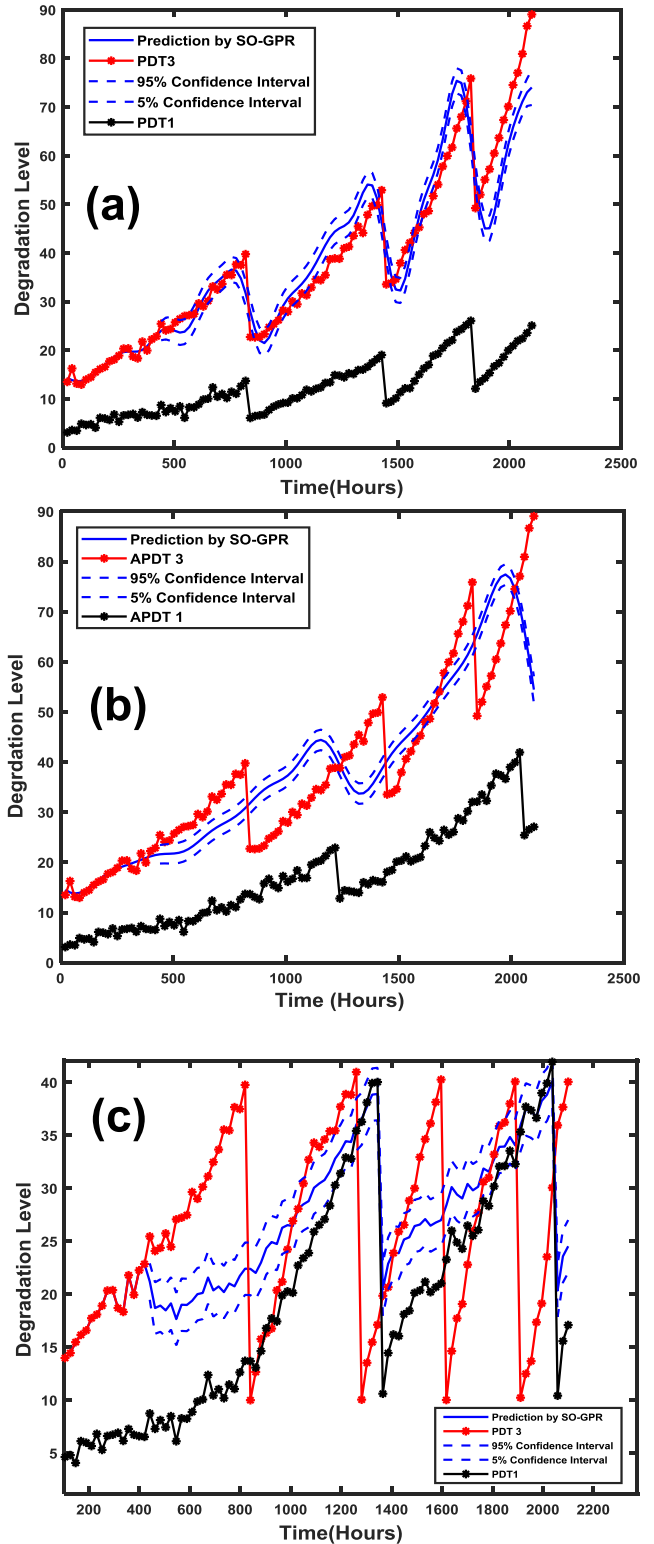 90
80
70
60
50
40
30
20
10
0
Degradation Level
Prediction by SO-GPR
PDT3
95% Confidence Interval
5% Confidence Interval
PDT1
(a)
0 500 1000 1500 2000 2500
Time(Hours)
90
80
70
60
50
40
30
20
10
0
Degrdation Level
Prediction by SO-GPR
APDT 3
95% Confidence Interval
5% Confidence Interval
APDT 1
(b)
0 500 1000 1500 2000 2500
Time (Hours)
40
35
30
25
20
15
10
5
Degradation Level
(c)
Prediction by SO-GPR
PDT 3
95% Confidence Interval
5% Confidence Interval
PDT1
200 400 600 800 1000 1200 1400 1600 1800 2000 2200
Time(Hours)